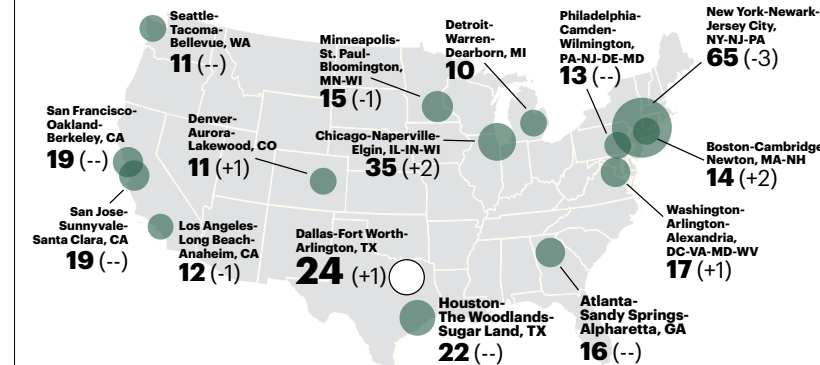 Seattle-
Tacoma-
Bellevue, WA
11 (--)
Minneapolis-
St. Paul-
Bloomington,
MN-WI
15 (-1)
Detroit-
Warren-
Dearborn, MI
10
Philadelphia-
Camden-
Wilmington,
PA-NJ-DE-MD
13 (--)
New York-Newark-
Jersey City,
NY-NJ-PA
65 (-3)
San Francisco-
Oakland-
Berkeley, CA
19 (--)
Denver-
Aurora-
Lakewood, CO
11 (+1)
Chicago-Naperville-
Elgin, IL-IN-WI
35 (+2)
Boston-Cambridge
Newton, MA-NH
14 (+2)
San Jose-
Sunnyvale-
Santa Clara, CA
19 (--)
Los Angeles-
Long Beach-
Anaheim, CA
12 (-1)
Dallas-Fort Worth-
Arlington, TX
24 (+1)
Washington-
Arlington-
Alexandria,
DC-VA-MD-WV
17 (+1)
Houston-
The Woodlands-
Sugar Land, TX
22 (--)
Atlanta-
Sandy Springs-
Alpharetta, GA
16 (--)